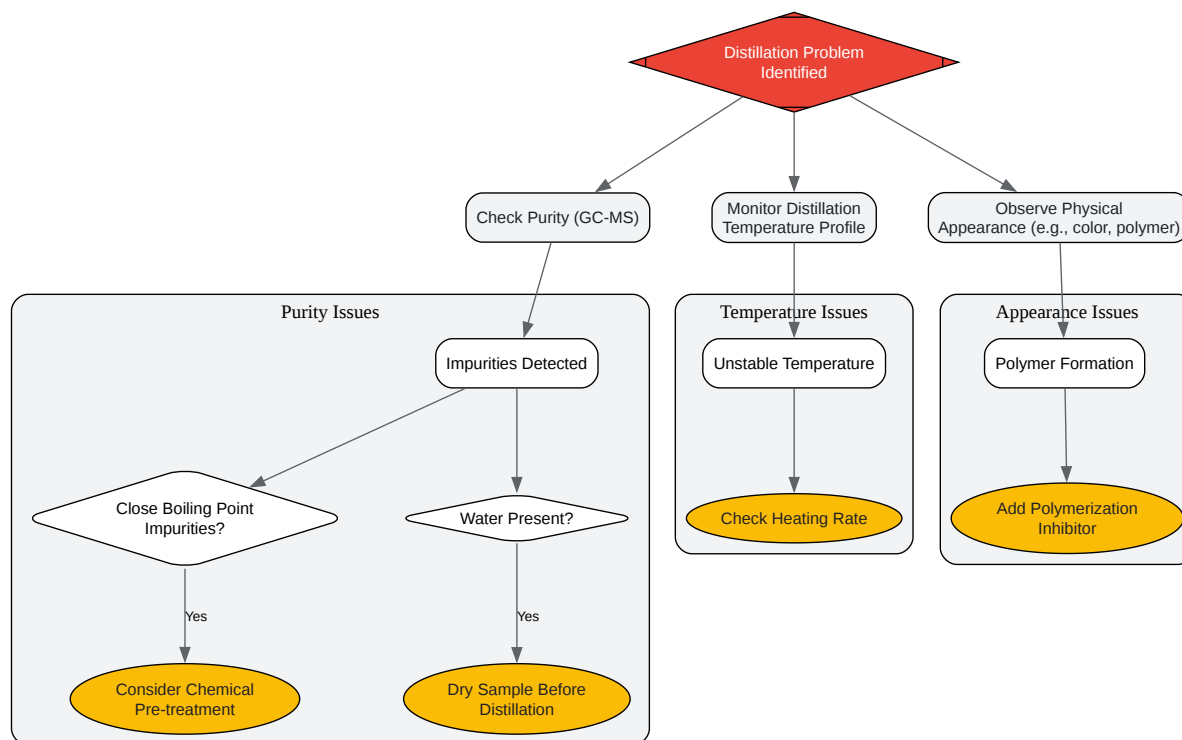 Distillation Problem
Identified
Check Purity (GC-MS)
Monitor Distillation
Temperature Profile
Observe Physical
Appearance (e.g., color, polymer)
Purity Issues
Temperature Issues
Appearance Issues
Impurities Detected
Unstable Temperature
Polymer Formation
Close Boiling Point
Impurities?
Water Present?
Check Heating Rate
Add Polymerization
Inhibitor
Yes
Yes
Consider Chemical
Pre-treatment
Dry Sample Before
Distillation